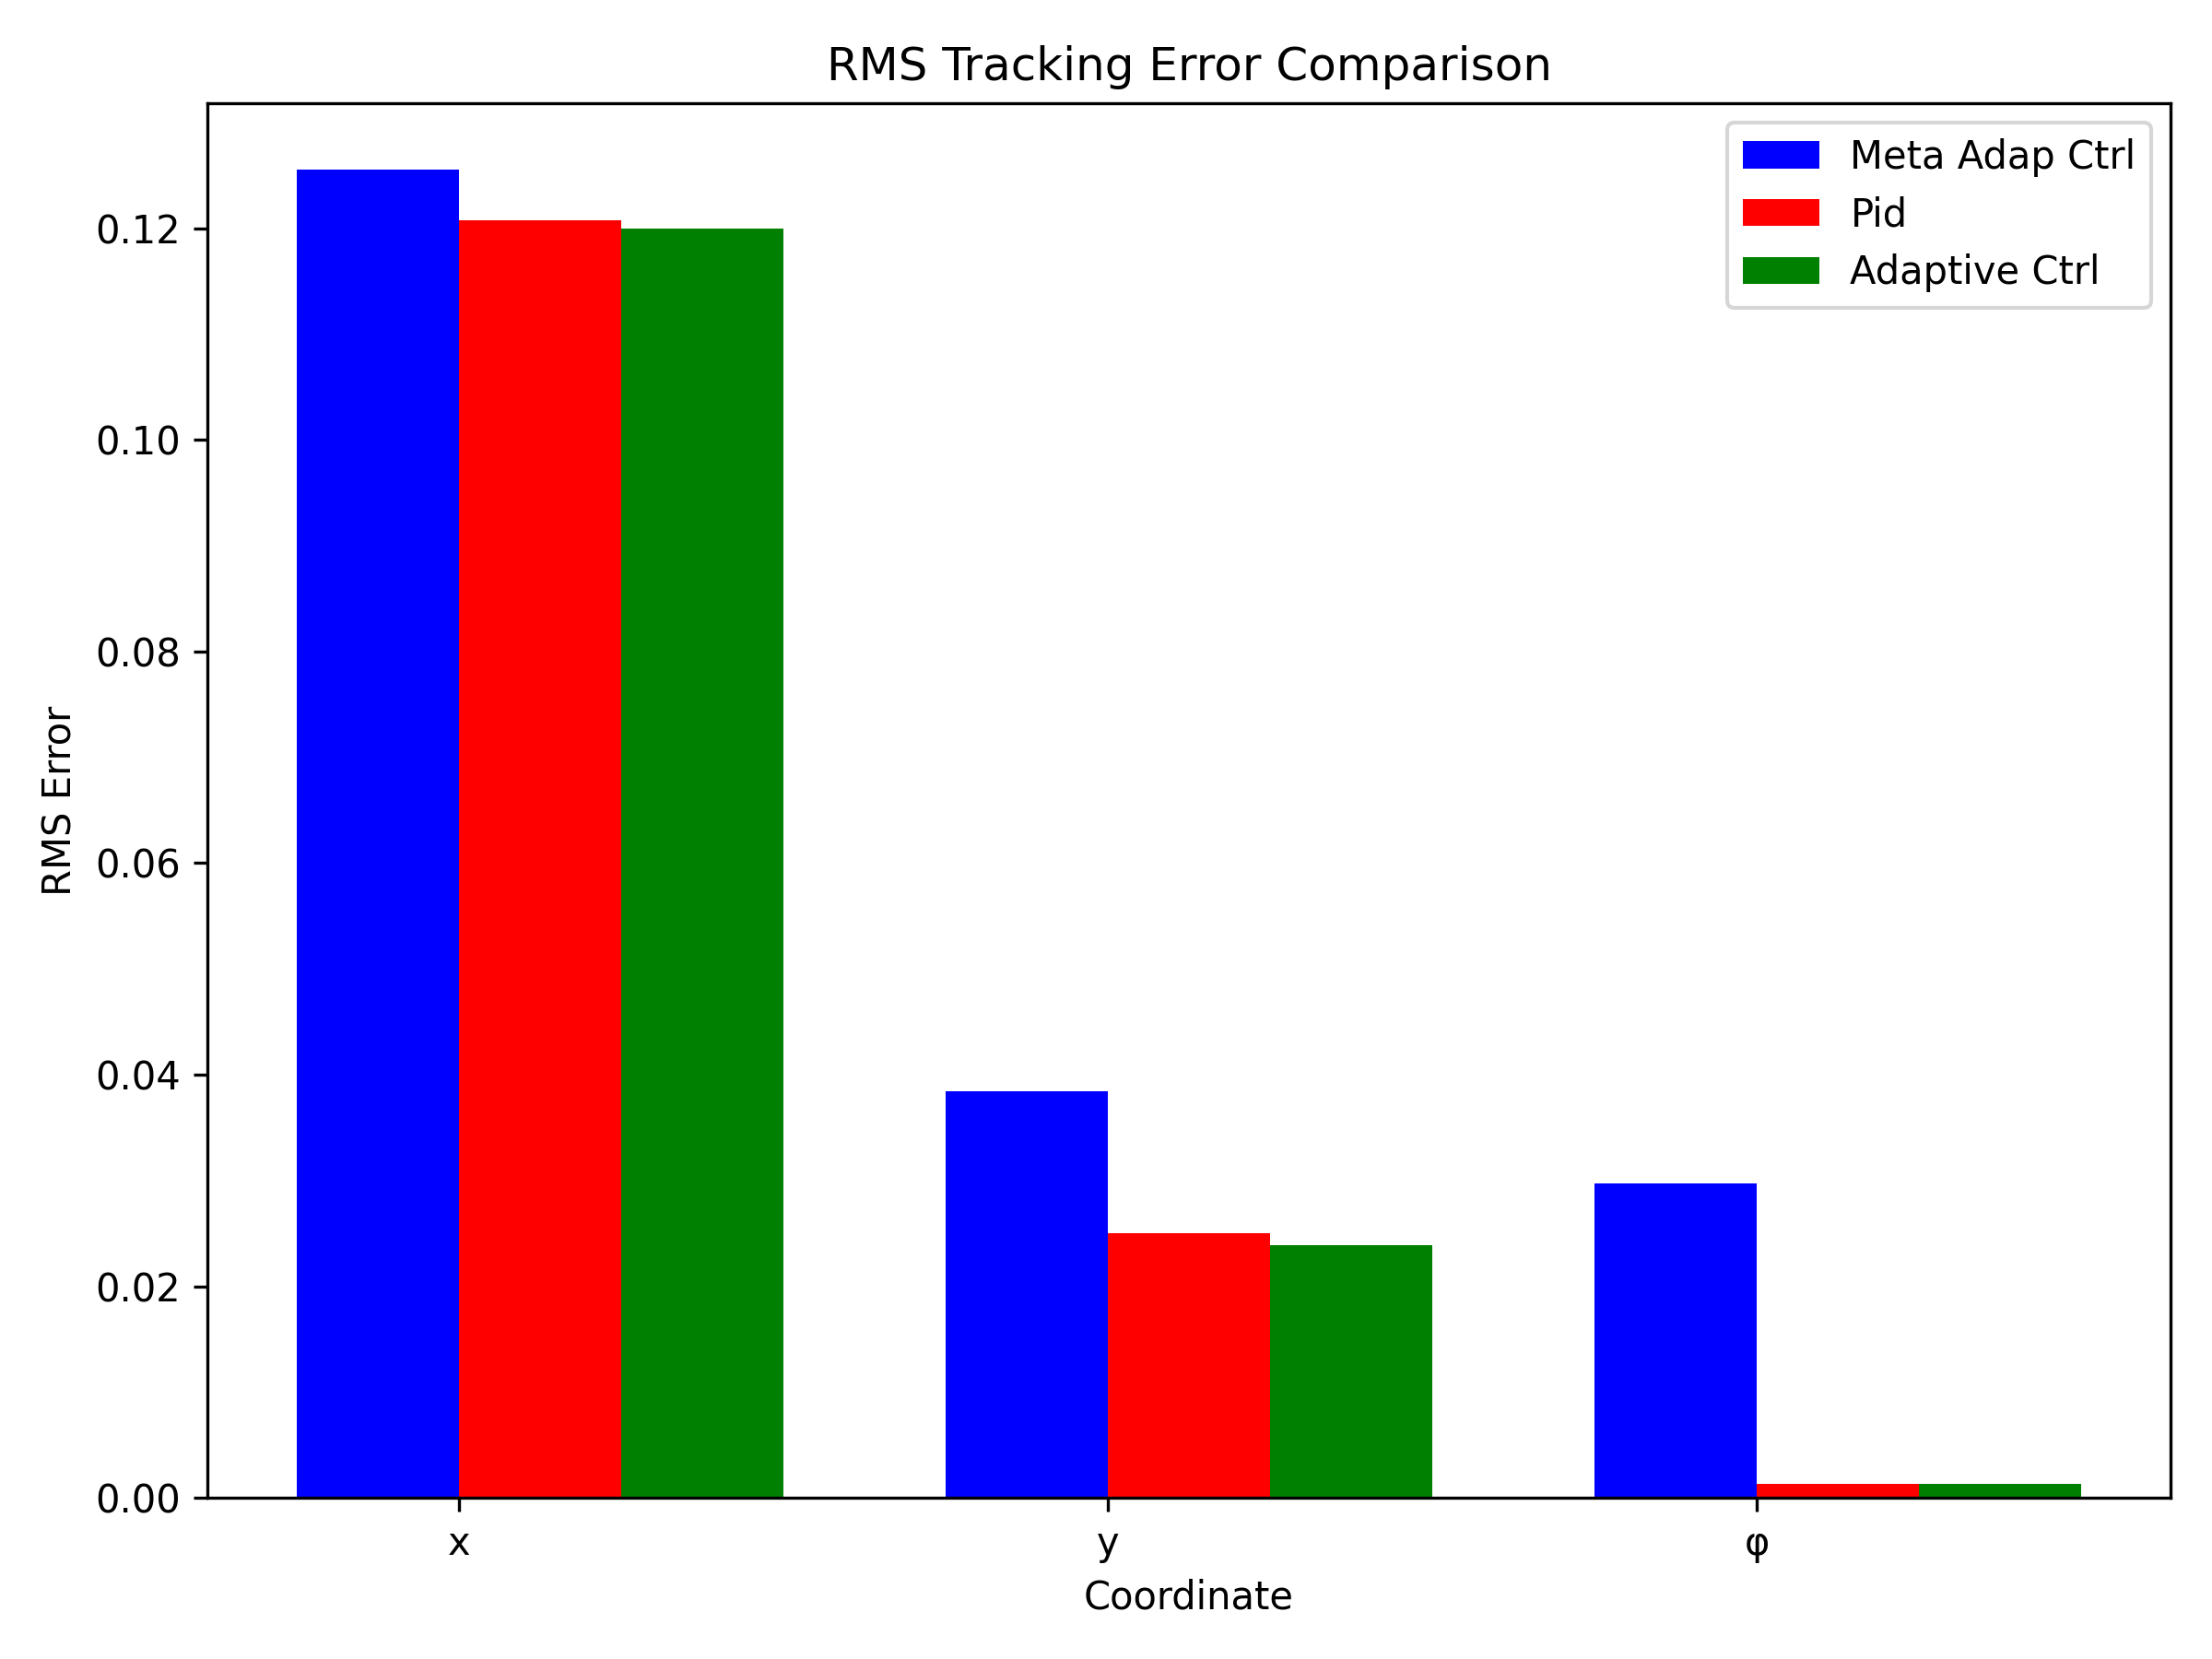 RMS Tracking Error Comparison
Meta Adap Ctrl
Pid
Adaptive Ctrl
RMS Error
0.12
0.10
0.08
0.06
0.04
0.02
0.00
x
y
φ
Coordinate